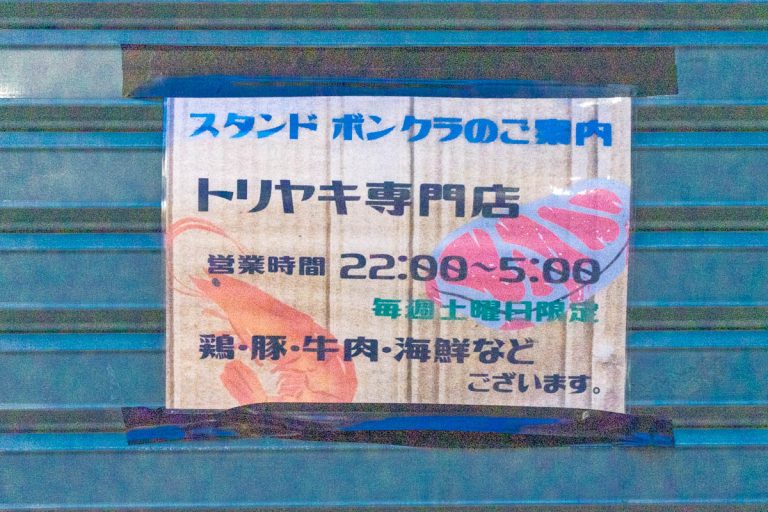 スタンド ボンクラのご案内
トリヤキ専門店
営業時間 22:00～5:00
毎週土曜日限定
鶏・豚・牛肉・海鮮など
ございます。